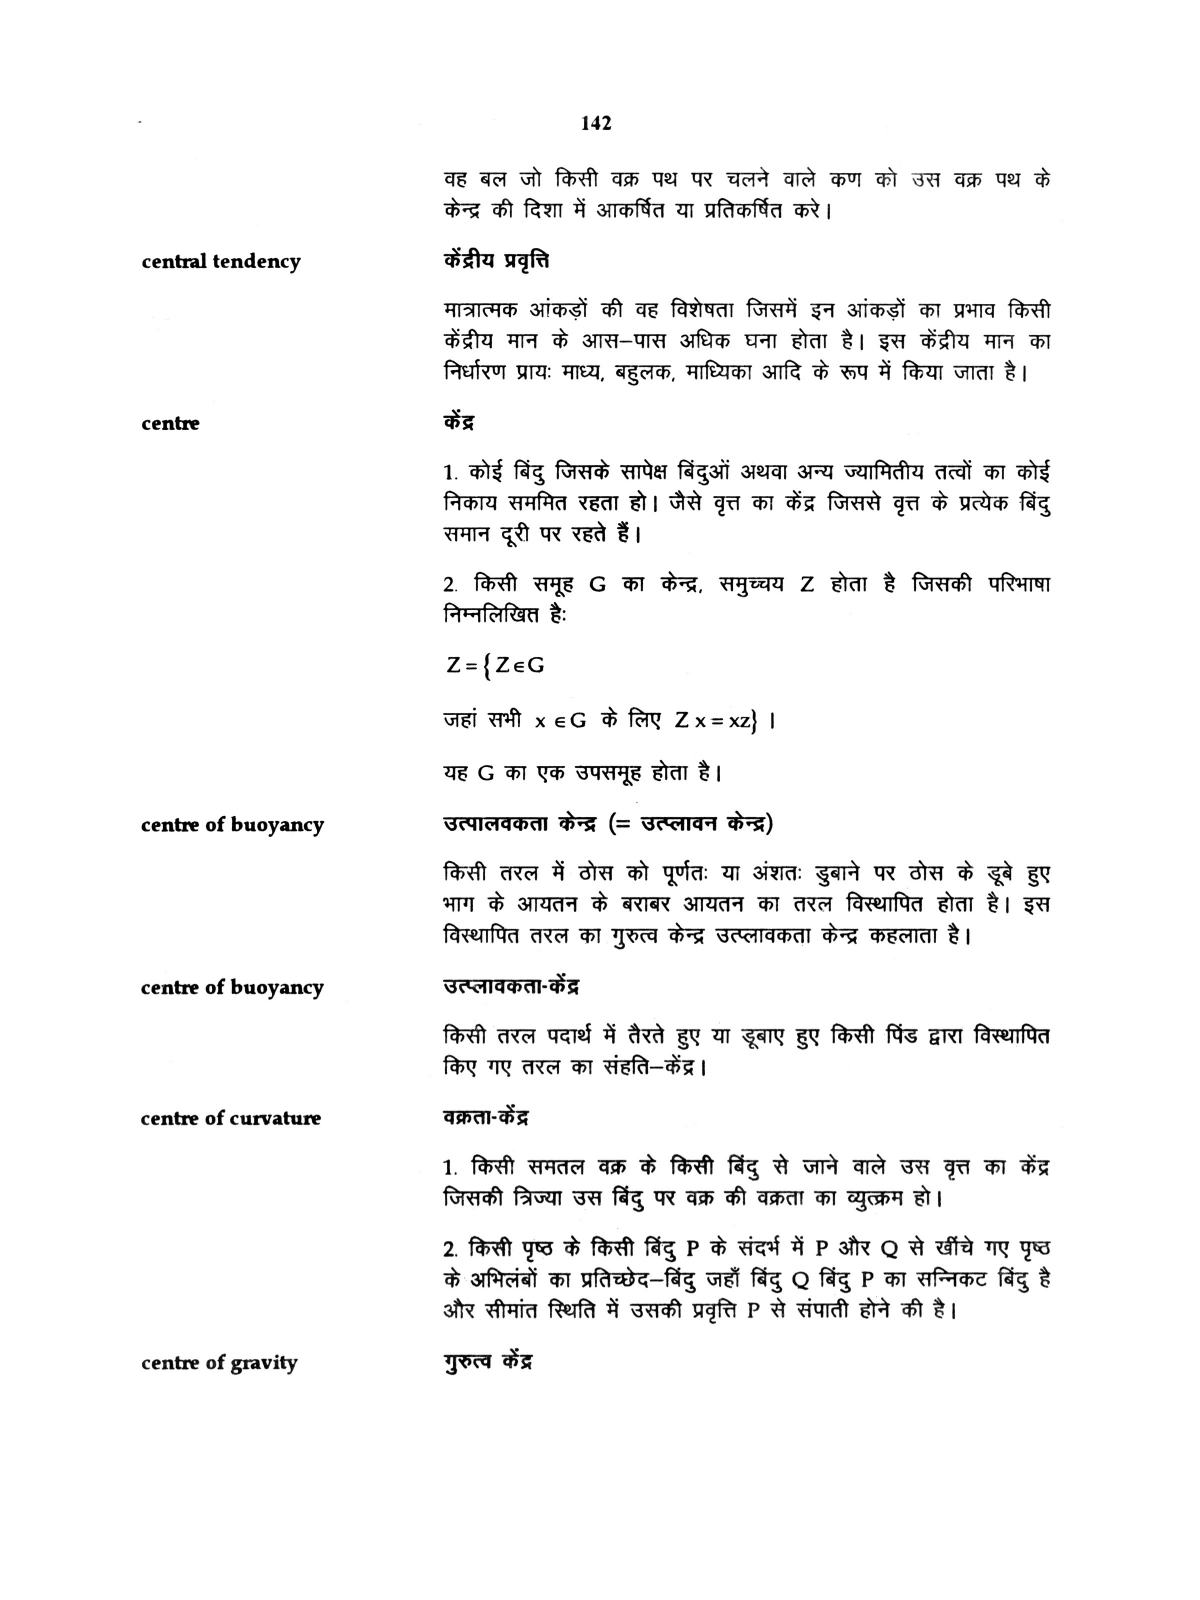 142
वह बल जो किसी वक्र पथ पर चलने वाले कण को उस वक्र पथ के
केन्द्र की दिशा में आकर्षित या प्रतिकर्षित करे।
central tendency केंद्रीय प्रवृत्ति
मात्रात्मक आंकड़ों की वह विशेषता जिसमें इन आंकड़ों का प्रभाव किसी
केंद्रीय मान के आस–पास अधिक घना होता है। इस केंद्रीय मान का
निर्धारण प्रायः माध्य, बहुलक, माध्यिका आदि के रूप में किया जाता है।
centre केंद्र
1. कोई बिंदु जिसके सापेक्ष बिंदुओं अथवा अन्य ज्यामितीय तत्वों का कोई
निकाय सममित रहता हो। जैसे वृत्त का केंद्र जिससे वृत्त के प्रत्येक बिंदु
समान दूरी पर रहते हैं।
2. किसी समूह G का केन्द्र, समुच्चय Z होता है जिसकी परिभाषा
निम्नलिखित हैः
Z = { Z ∈ G
जहां सभी x ∈ G के लिए Z x = xz} ।
यह G का एक उपसमूह होता है।
centre of buoyancy उत्पालवकता केन्द्र (= उत्प्लावन केन्द्र)
किसी तरल में ठोस को पूर्णतः या अंशतः डुबाने पर ठोस के डूबे हुए
भाग के आयतन के बराबर आयतन का तरल विस्थापित होता है। इस
विस्थापित तरल का गुरुत्व केन्द्र उत्प्लावकता केन्द्र कहलाता है।
centre of buoyancy उत्प्लावकता-केंद्र
किसी तरल पदार्थ में तैरते हुए या डूबाए हुए किसी पिंड द्वारा विस्थापित
किए गए तरल का संहति–केंद्र।
centre of curvature वक्रता-केंद्र
1. किसी समतल वक्र के किसी बिंदु से जाने वाले उस वृत्त का केंद्र
जिसकी त्रिज्या उस बिंदु पर वक्र की वक्रता का व्युत्क्रम हो।
2. किसी पृष्ठ के किसी बिंदु P के संदर्भ में P और Q से खींचे गए पृष्ठ
के अभिलंबों का प्रतिच्छेद–बिंदु जहाँ बिंदु Q बिंदु P का सन्निकट बिंदु है
और सीमांत स्थिति में उसकी प्रवृत्ति P से संपाती होने की है।
centre of gravity गुरुत्व केंद्र